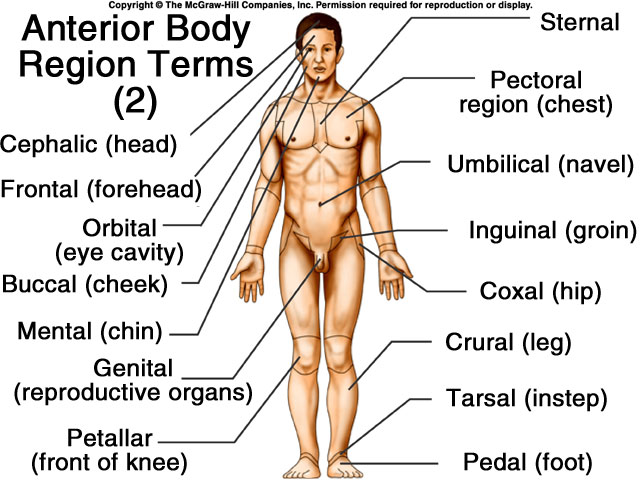 Copyright © The McGraw-Hill Companies, Inc. Permission required for reproduction or display.
Anterior Body
Region Terms
(2)
Cephalic (head)
Frontal (forehead)
Orbital
(eye cavity)
Buccal (cheek)
Mental (chin)
Genital
(reproductive organs)
Petallar
(front of knee)
Sternal
Pectoral
region (chest)
Umbilical (navel)
Inguinal (groin)
Coxal (hip)
Crural (leg)
Tarsal (instep)
Pedal (foot)